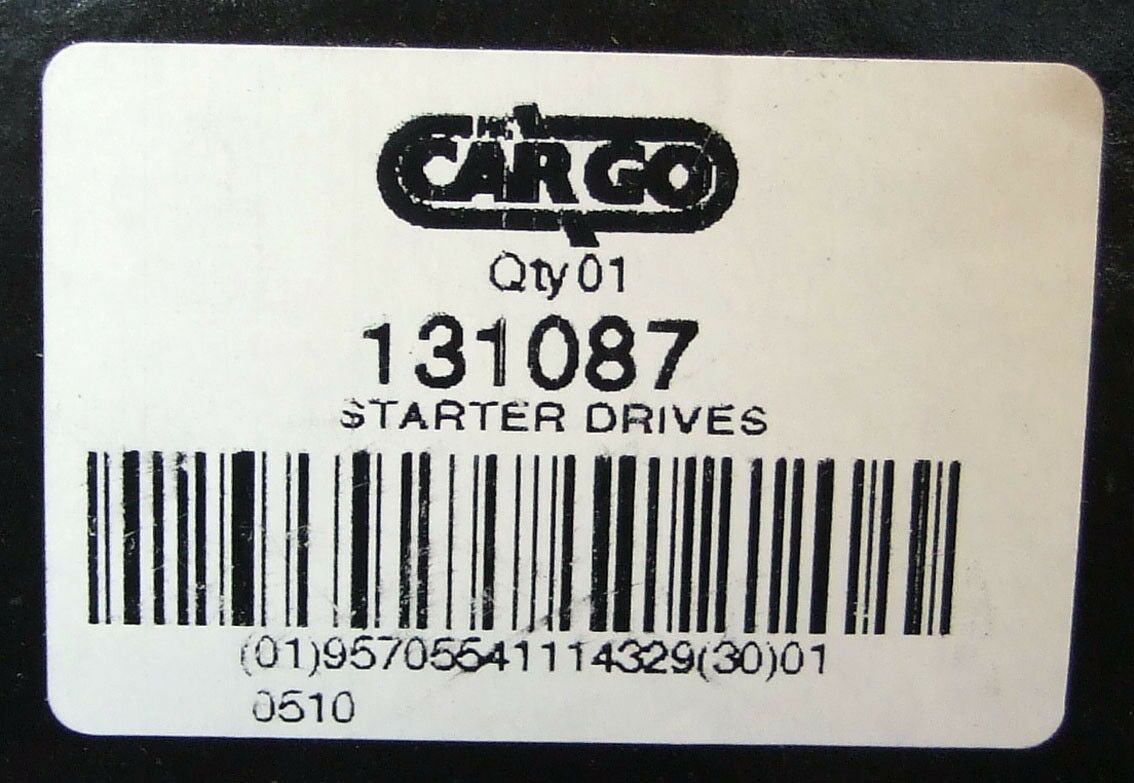 CARGO
Qty 01
131087
STARTER DRIVES
(01)95705541114329(30)01
0510